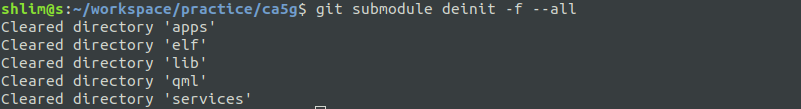 shlim@s:~/workspace/practice/ca5g$ git submodule deinit -f --all
Cleared directory 'apps'
Cleared directory 'elf'
Cleared directory 'lib'
Cleared directory 'qml'
Cleared directory 'services'